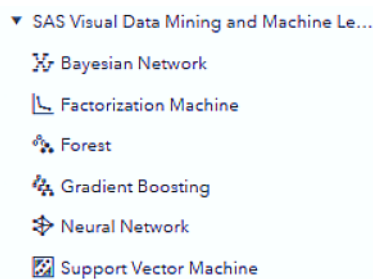 SAS Visual Data Mining and Machine Le...
Bayesian Network
Factorization Machine
Forest
Gradient Boosting
Neural Network
Support Vector Machine